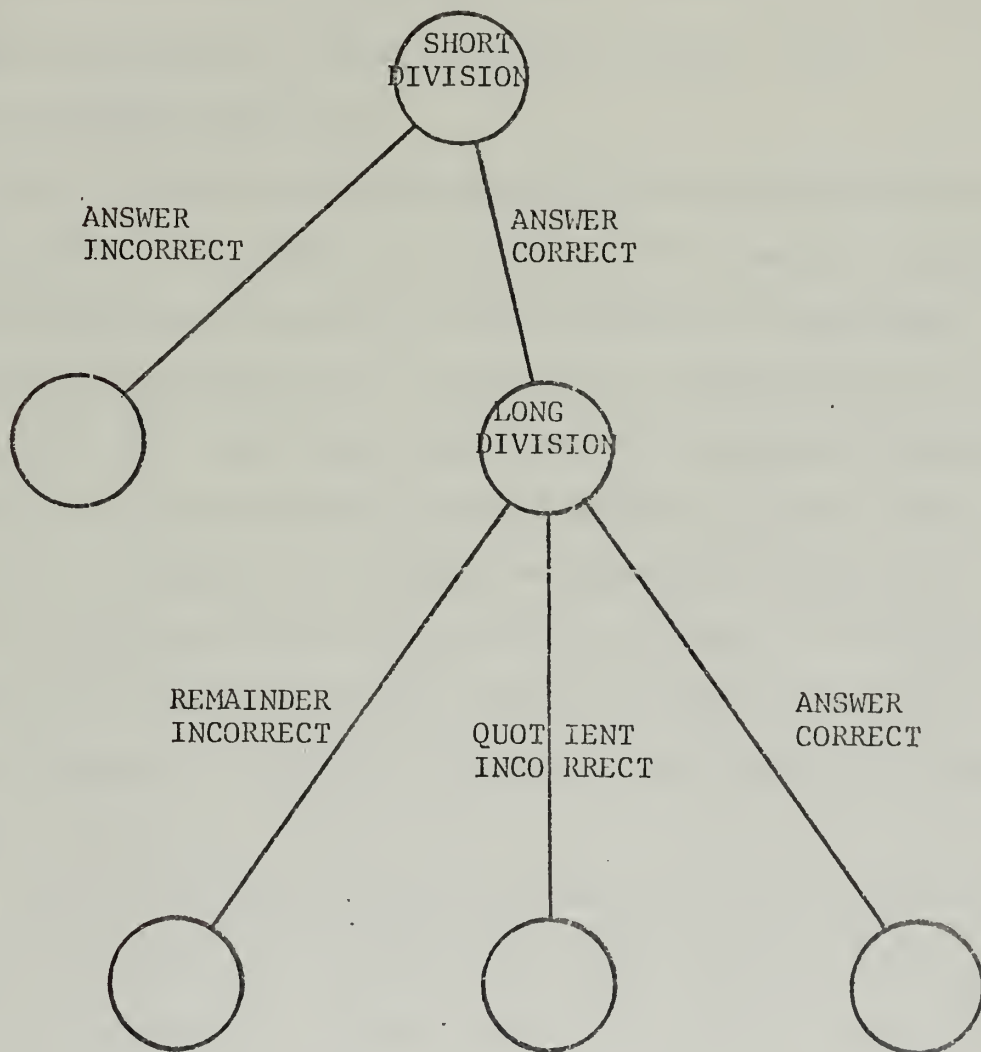 SHORT
DIVISION
ANSWER
INCORRECT
ANSWER
CORRECT
LONG
DIVISION
REMAINDER
INCORRECT
QUOTIENT
INCORRECT
ANSWER
CORRECT